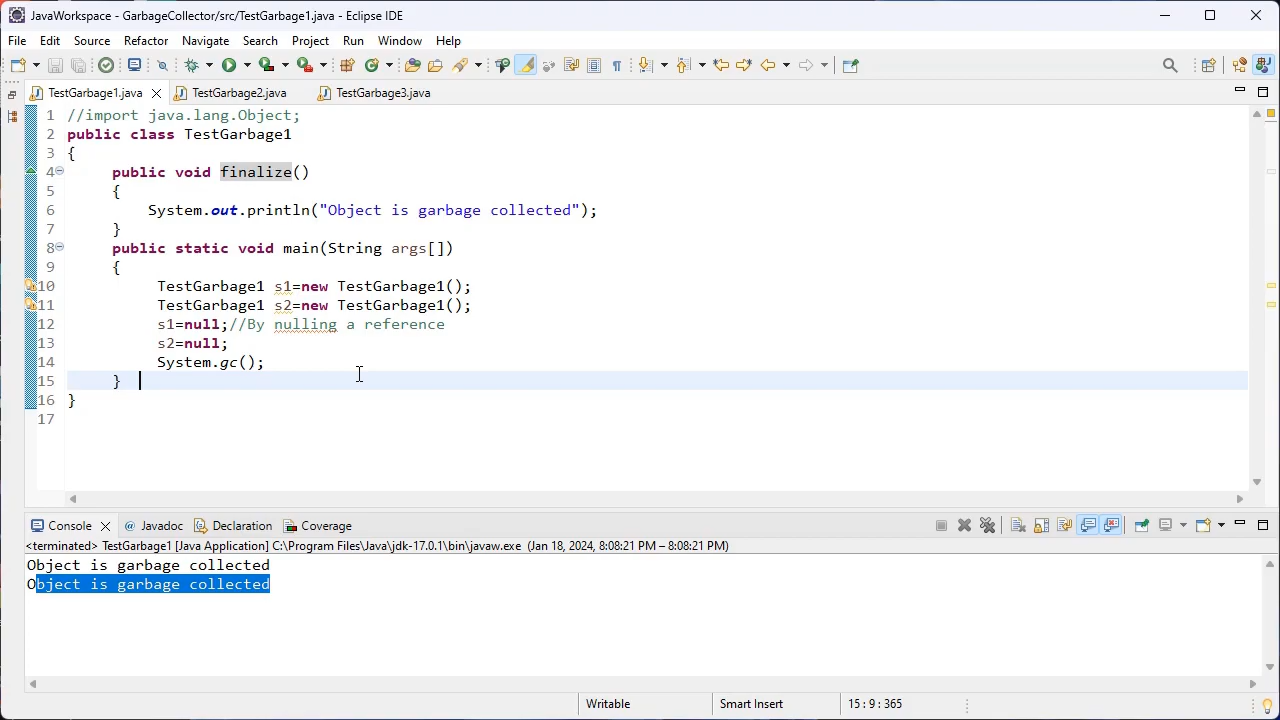 JavaWorkspace - GarbageCollector/src/TestGarbage1.java - Eclipse IDE
File Edit Source Refactor Navigate Search Project Run Window Help
TestGarbage1.java TestGarbage2.java TestGarbage3.java
1 //import java.lang.Object;
2 public class TestGarbage1
3 {
4 public void finalize()
5 {
6 System.out.println("Object is garbage collected");
7 }
8 public static void main(String args[])
9 {
10 TestGarbage1 s1=new TestGarbage1();
11 TestGarbage1 s2=new TestGarbage1();
12 s1=null;//By nulling a reference
13 s2=null;
14 System.gc();
15 }
16 }
17
Console Javadoc Declaration Coverage
<terminated> TestGarbage1 [Java Application] C:\Program Files\Java\jdk-17.0.1\bin\javaw.exe (Jan 18, 2024, 8:08:21 PM – 8:08:21 PM)
Object is garbage collected
Object is garbage collected
Writable Smart Insert 15 : 9 : 365